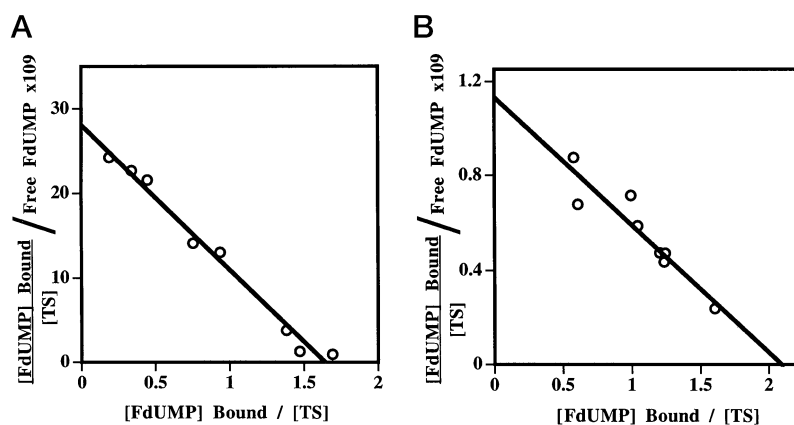 A
[FdUMP] Bound / Free FdUMP x109
[TS]
30
20
10
0
0 0.5 1 1.5 2
[FdUMP] Bound / [TS]
B
[FdUMP] Bound / Free FdUMP x109
[TS]
1.2
0.8
0.4
0
0 0.5 1 1.5 2
[FdUMP] Bound / [TS]